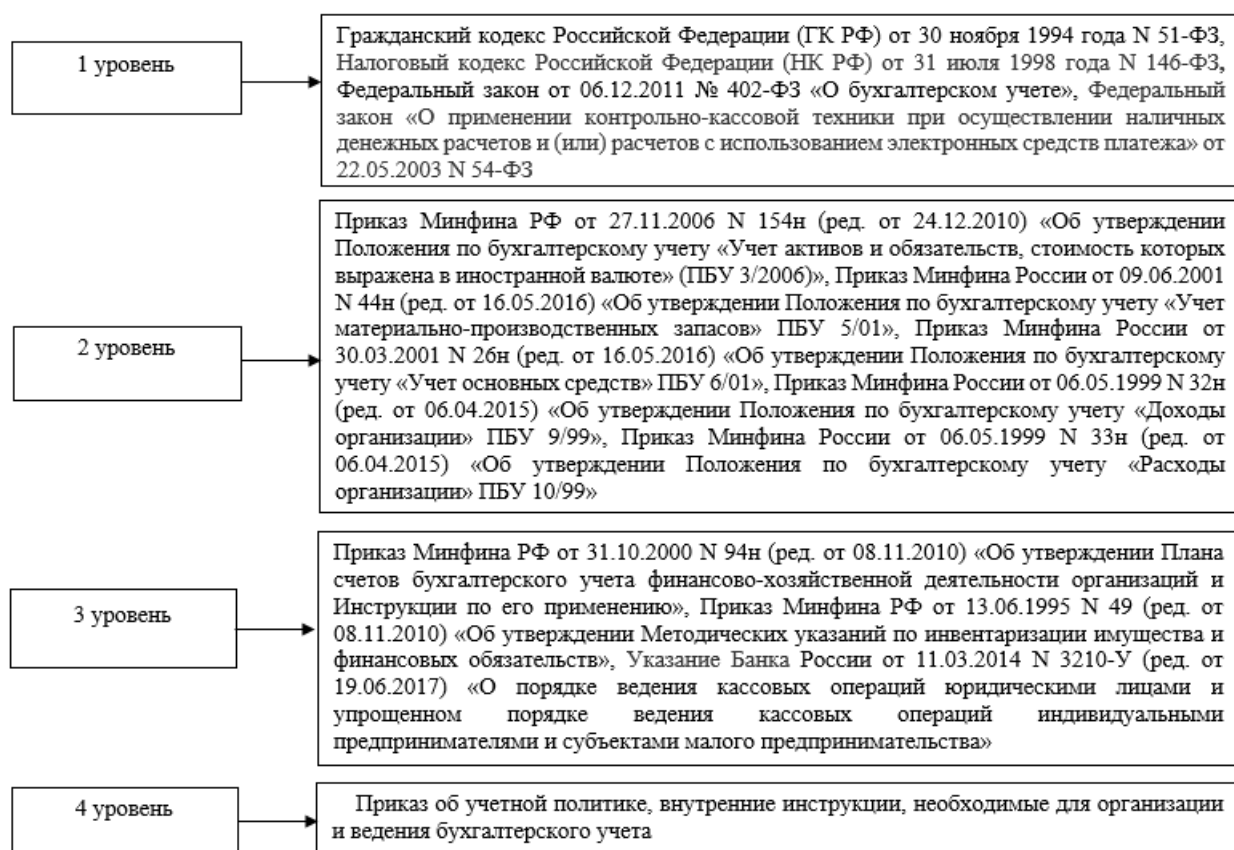 1 уровень
Гражданский кодекс Российской Федерации (ГК РФ) от 30 ноября 1994 года N 51-ФЗ,
Налоговый кодекс Российской Федерации (НК РФ) от 31 июля 1998 года N 146-ФЗ,
Федеральный закон от 06.12.2011 № 402-ФЗ «О бухгалтерском учете», Федеральный
закон «О применении контрольно-кассовой техники при осуществлении наличных
денежных расчетов и (или) расчетов с использованием электронных средств платежа» от
22.05.2003 N 54-ФЗ
2 уровень
Приказ Минфина РФ от 27.11.2006 N 154н (ред. от 24.12.2010) «Об утверждении
Положения по бухгалтерскому учету «Учет активов и обязательств, стоимость которых
выражена в иностранной валюте» (ПБУ 3/2006)», Приказ Минфина России от 09.06.2001
N 44н (ред. от 16.05.2016) «Об утверждении Положения по бухгалтерскому учету «Учет
материально-производственных запасов» ПБУ 5/01», Приказ Минфина России от
30.03.2001 N 26н (ред. от 16.05.2016) «Об утверждении Положения по бухгалтерскому
учету «Учет основных средств» ПБУ 6/01», Приказ Минфина России от 06.05.1999 N 32н
(ред. от 06.04.2015) «Об утверждении Положения по бухгалтерскому учету «Доходы
организации» ПБУ 9/99», Приказ Минфина России от 06.05.1999 N 33н (ред. от
06.04.2015) «Об утверждении Положения по бухгалтерскому учету «Расходы
организации» ПБУ 10/99»
3 уровень
Приказ Минфина РФ от 31.10.2000 N 94н (ред. от 08.11.2010) «Об утверждении Плана
счетов бухгалтерского учета финансово-хозяйственной деятельности организаций и
Инструкции по его применению», Приказ Минфина РФ от 13.06.1995 N 49 (ред. от
08.11.2010) «Об утверждении Методических указаний по инвентаризации имущества и
финансовых обязательств», Указание Банка России от 11.03.2014 N 3210-У (ред. от
19.06.2017) «О порядке ведения кассовых операций юридическими лицами и
упрощенном порядке ведения кассовых операций индивидуальными
предпринимателями и субъектами малого предпринимательства»
4 уровень
Приказ об учетной политике, внутренние инструкции, необходимые для организации
и ведения бухгалтерского учета